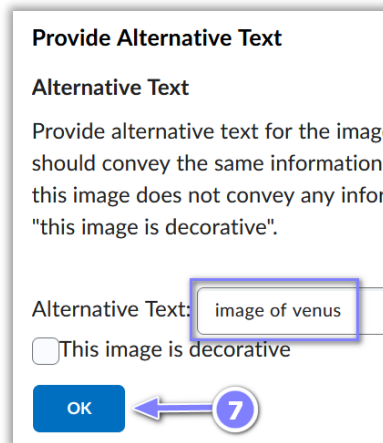 Provide Alternative Text
Alternative Text
Provide alternative text for the imag
should convey the same information
this image does not convey any infor
"this image is decorative".
Alternative Text: image of venus
This image is decorative
OK 7